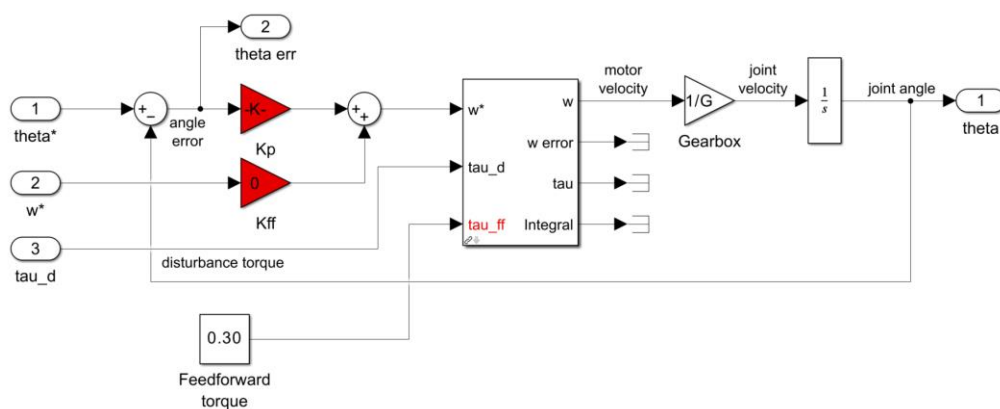 2
theta err
1
theta*
+
−
angle
error
-K-
Kp
+
+
2
w*
0
Kff
3
tau_d
disturbance torque
w*
tau_d
tau_ff
w
w error
tau
Integral
motor
velocity
1/G
Gearbox
joint
velocity
1
s
joint angle
1
theta
0.30
Feedforward
torque